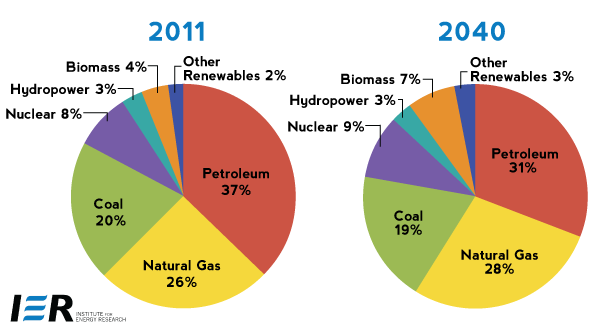 2011
Other
Renewables 2%
Biomass 4%
Hydropower 3%
Nuclear 8%
Petroleum
37%
Coal
20%
Natural Gas
26%
2040
Other
Renewables 3%
Biomass 7%
Hydropower 3%
Nuclear 9%
Petroleum
31%
Coal
19%
Natural Gas
28%
IER
INSTITUTE FOR
ENERGY RESEARCH